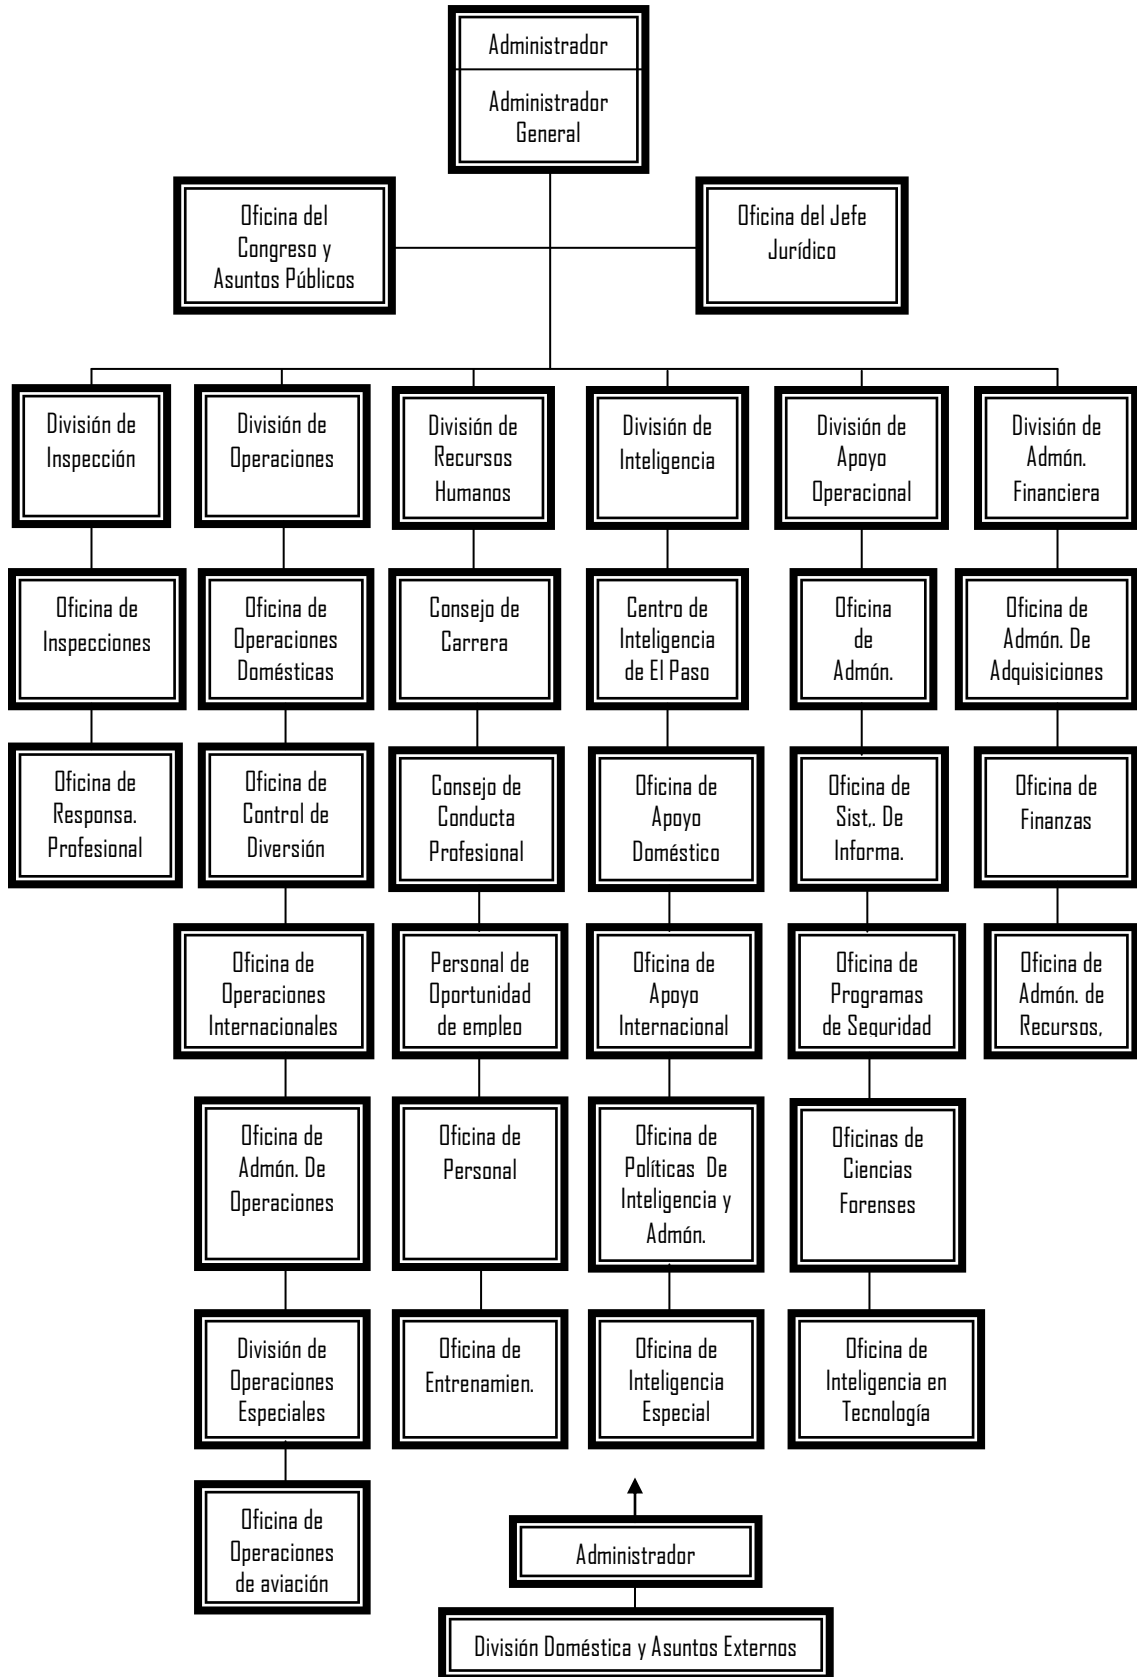 Administrador
Administrador
General
Oficina del
Congreso y
Asuntos Públicos
Oficina del Jefe
Jurídico
División de
Inspección
División de
Operaciones
División de
Recursos
Humanos
División de
Inteligencia
División de
Apoyo
Operacional
División de
Admón.
Financiera
Oficina de
Inspecciones
Oficina de
Operaciones
Domésticas
Consejo de
Carrera
Centro de
Inteligencia
de El Paso
Oficina
de
Admón.
Oficina de
Admón. De
Adquisiciones
Oficina de
Responsa.
Profesional
Oficina de
Control de
Diversión
Consejo de
Conducta
Profesional
Oficina de
Apoyo
Doméstico
Oficina de
Sist,. De
Informa.
Oficina de
Finanzas
Oficina de
Operaciones
Internacionales
Personal de
Oportunidad
de empleo
Oficina de
Apoyo
Internacional
Oficina de
Programas
de Seguridad
Oficina de
Admón. de
Recursos,
Oficina de
Admón. De
Operaciones
Oficina de
Personal
Oficina de
Políticas De
Inteligencia y
Admón.
Oficinas de
Ciencias
Forenses
División de
Operaciones
Especiales
Oficina de
Entrenamien.
Oficina de
Inteligencia
Especial
Oficina de
Inteligencia en
Tecnología
Oficina de
Operaciones
de aviación
Administrador
División Doméstica y Asuntos Externos